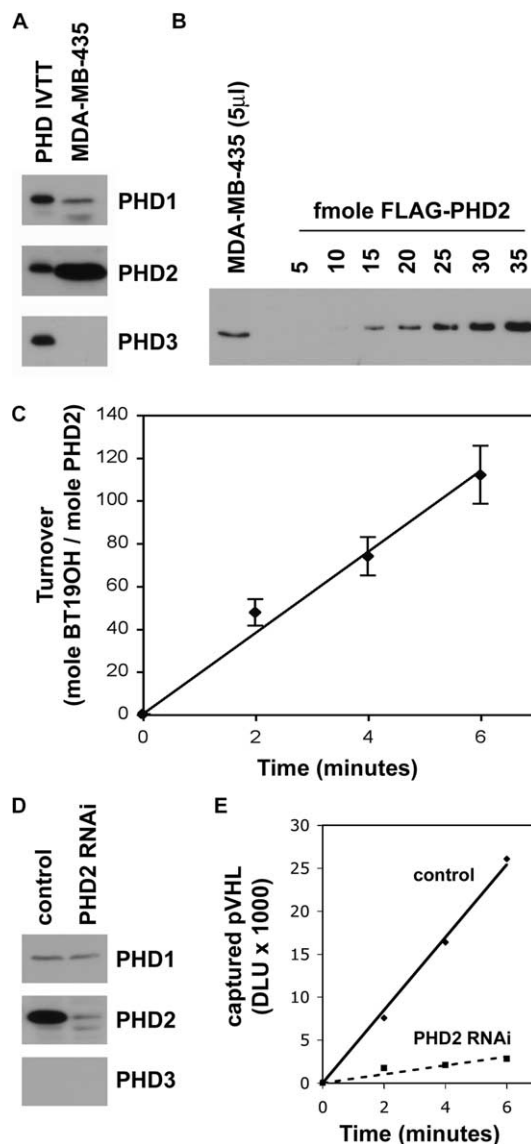 A
PHD IVTT
MDA-MB-435
PHD1
PHD2
PHD3
B
MDA-MB-435 (5µl)
fmole FLAG-PHD2
5 10 15 20 25 30 35
C
Turnover
(mole BT19OH / mole PHD2)
140
120
100
80
60
40
20
0
0 2 4 6
Time (minutes)
D
control
PHD2 RNAi
PHD1
PHD2
PHD3
E
captured pVHL
(DLU x 1000)
30
25
20
15
10
5
0
control
PHD2 RNAi
0 2 4 6
Time (minutes)